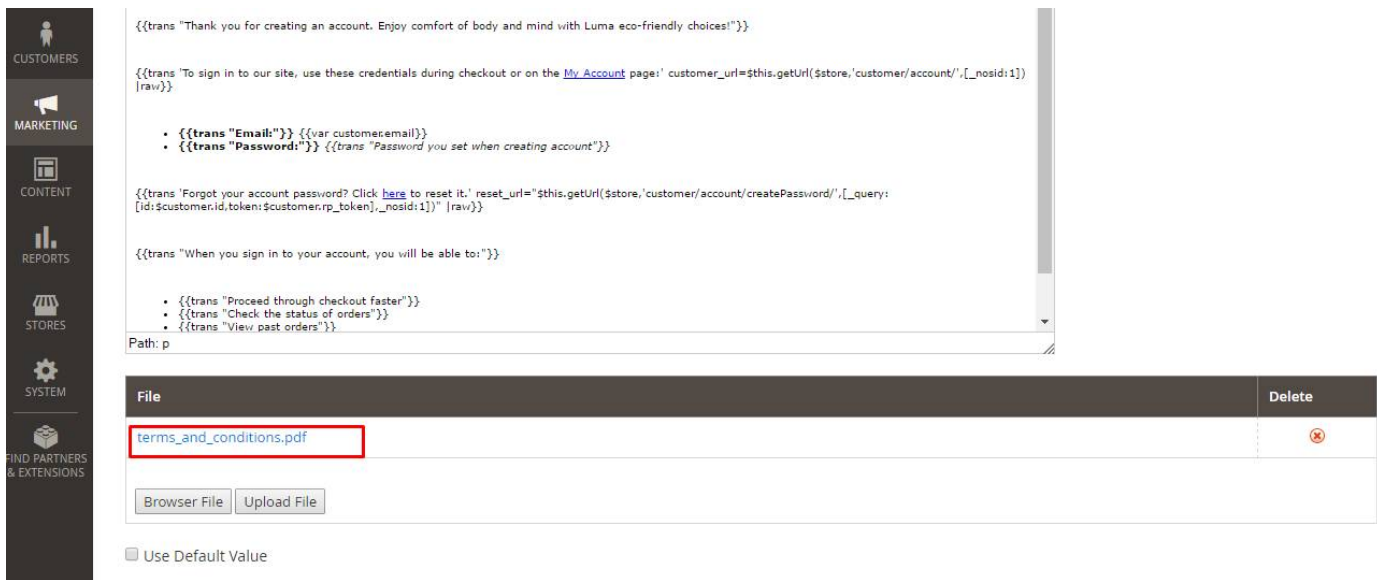 CUSTOMERS
MARKETING
CONTENT
REPORTS
STORES
SYSTEM
FIND PARTNERS
& EXTENSIONS
{{trans "Thank you for creating an account. Enjoy comfort of body and mind with Luma eco-friendly choices!"}}
{{trans 'To sign in to our site, use these credentials during checkout or on the My Account page:' customer_url=$this.getUrl($store,'customer/account/',[_nosid:1])
|raw}}
• {{trans "Email:"}} {{var customer.email}}
• {{trans "Password:"}} {{trans "Password you set when creating account"}}
{{trans 'Forgot your account password? Click here to reset it.' reset_url="$this.getUrl($store,'customer/account/createPassword/',[_query:
[id:$customer.id,token:$customer.rp_token],_nosid:1])" |raw}}
{{trans "When you sign in to your account, you will be able to:"}}
• {{trans "Proceed through checkout faster"}}
• {{trans "Check the status of orders"}}
• {{trans "View past orders"}}
Path: p
File Delete
terms_and_conditions.pdf
Browser File Upload File
Use Default Value